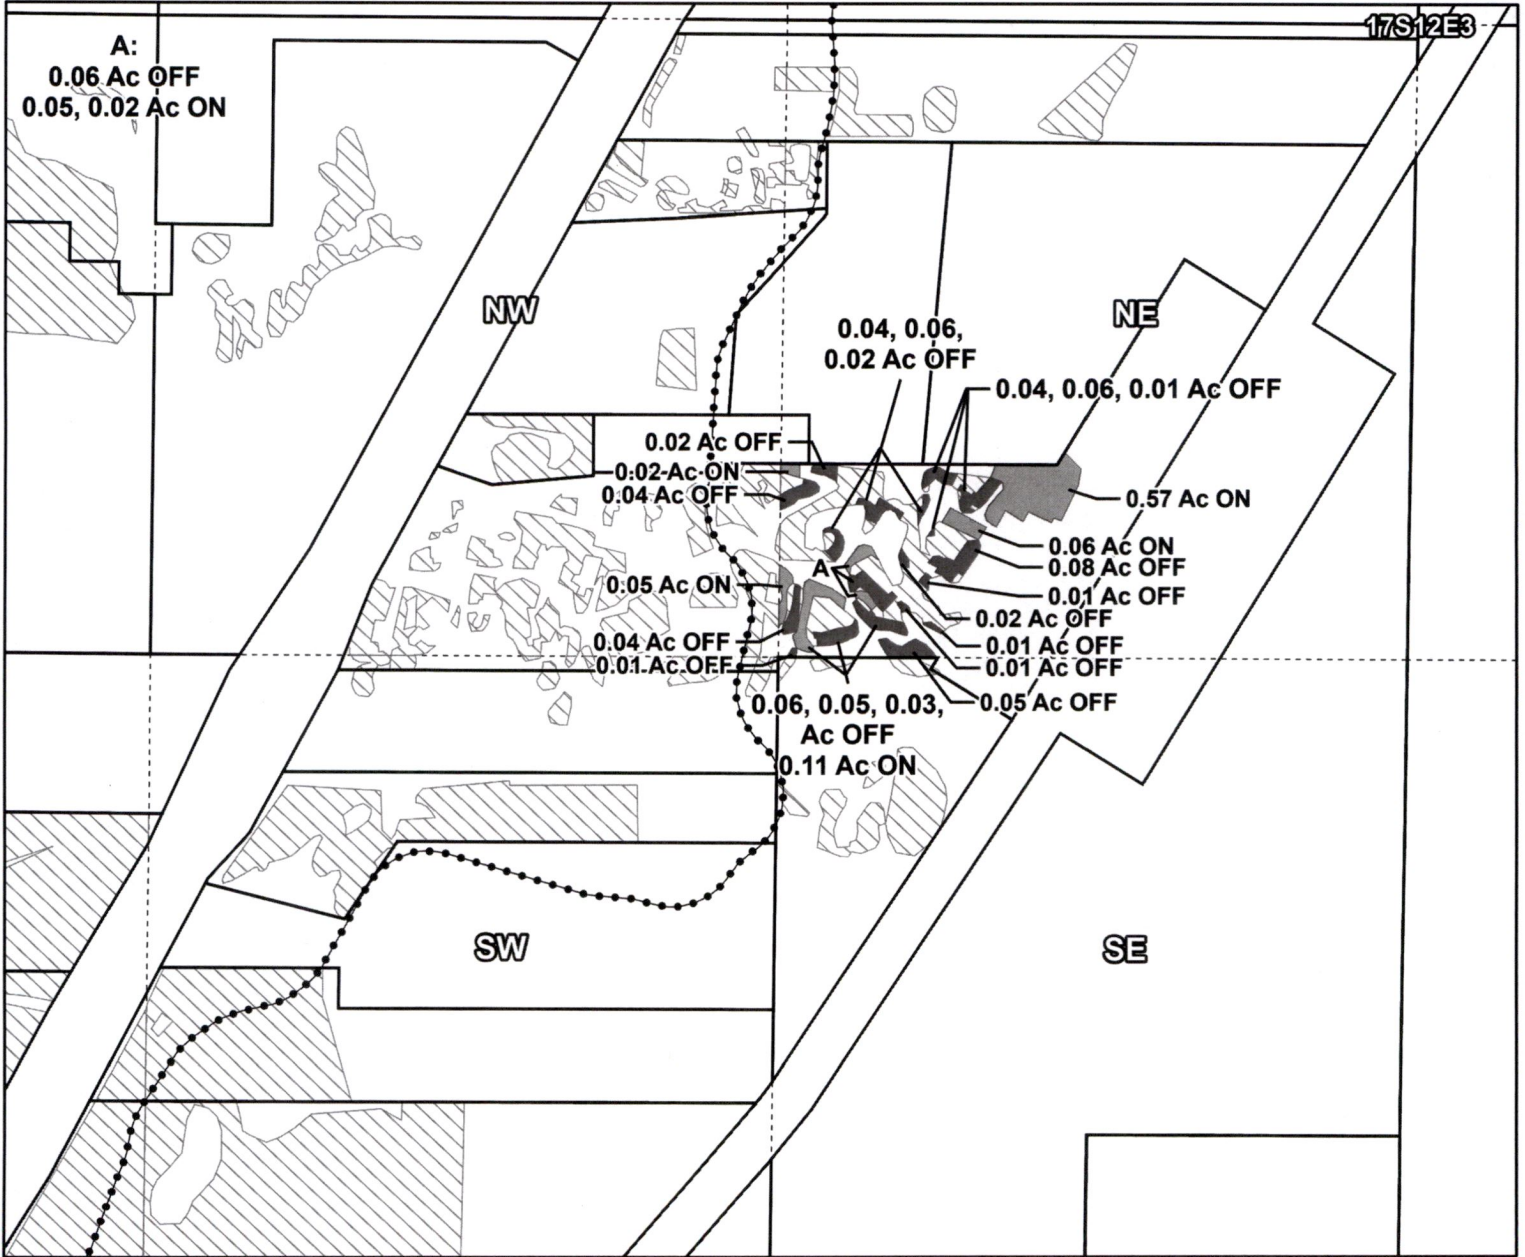 17S12E3
A:
0.06 Ac OFF
0.05, 0.02 Ac ON
NW
NE
0.04, 0.06,
0.02 Ac OFF
0.04, 0.06, 0.01 Ac OFF
0.02 Ac OFF
0.02 Ac ON
0.04 Ac OFF
0.57 Ac ON
0.06 Ac ON
0.08 Ac OFF
A
0.05 Ac ON
0.01 Ac OFF
0.02 Ac OFF
0.04 Ac OFF
0.01 Ac OFF
0.01 Ac OFF
0.01 Ac OFF
0.05 Ac OFF
0.06, 0.05, 0.03,
Ac OFF
0.11 Ac ON
SW
SE